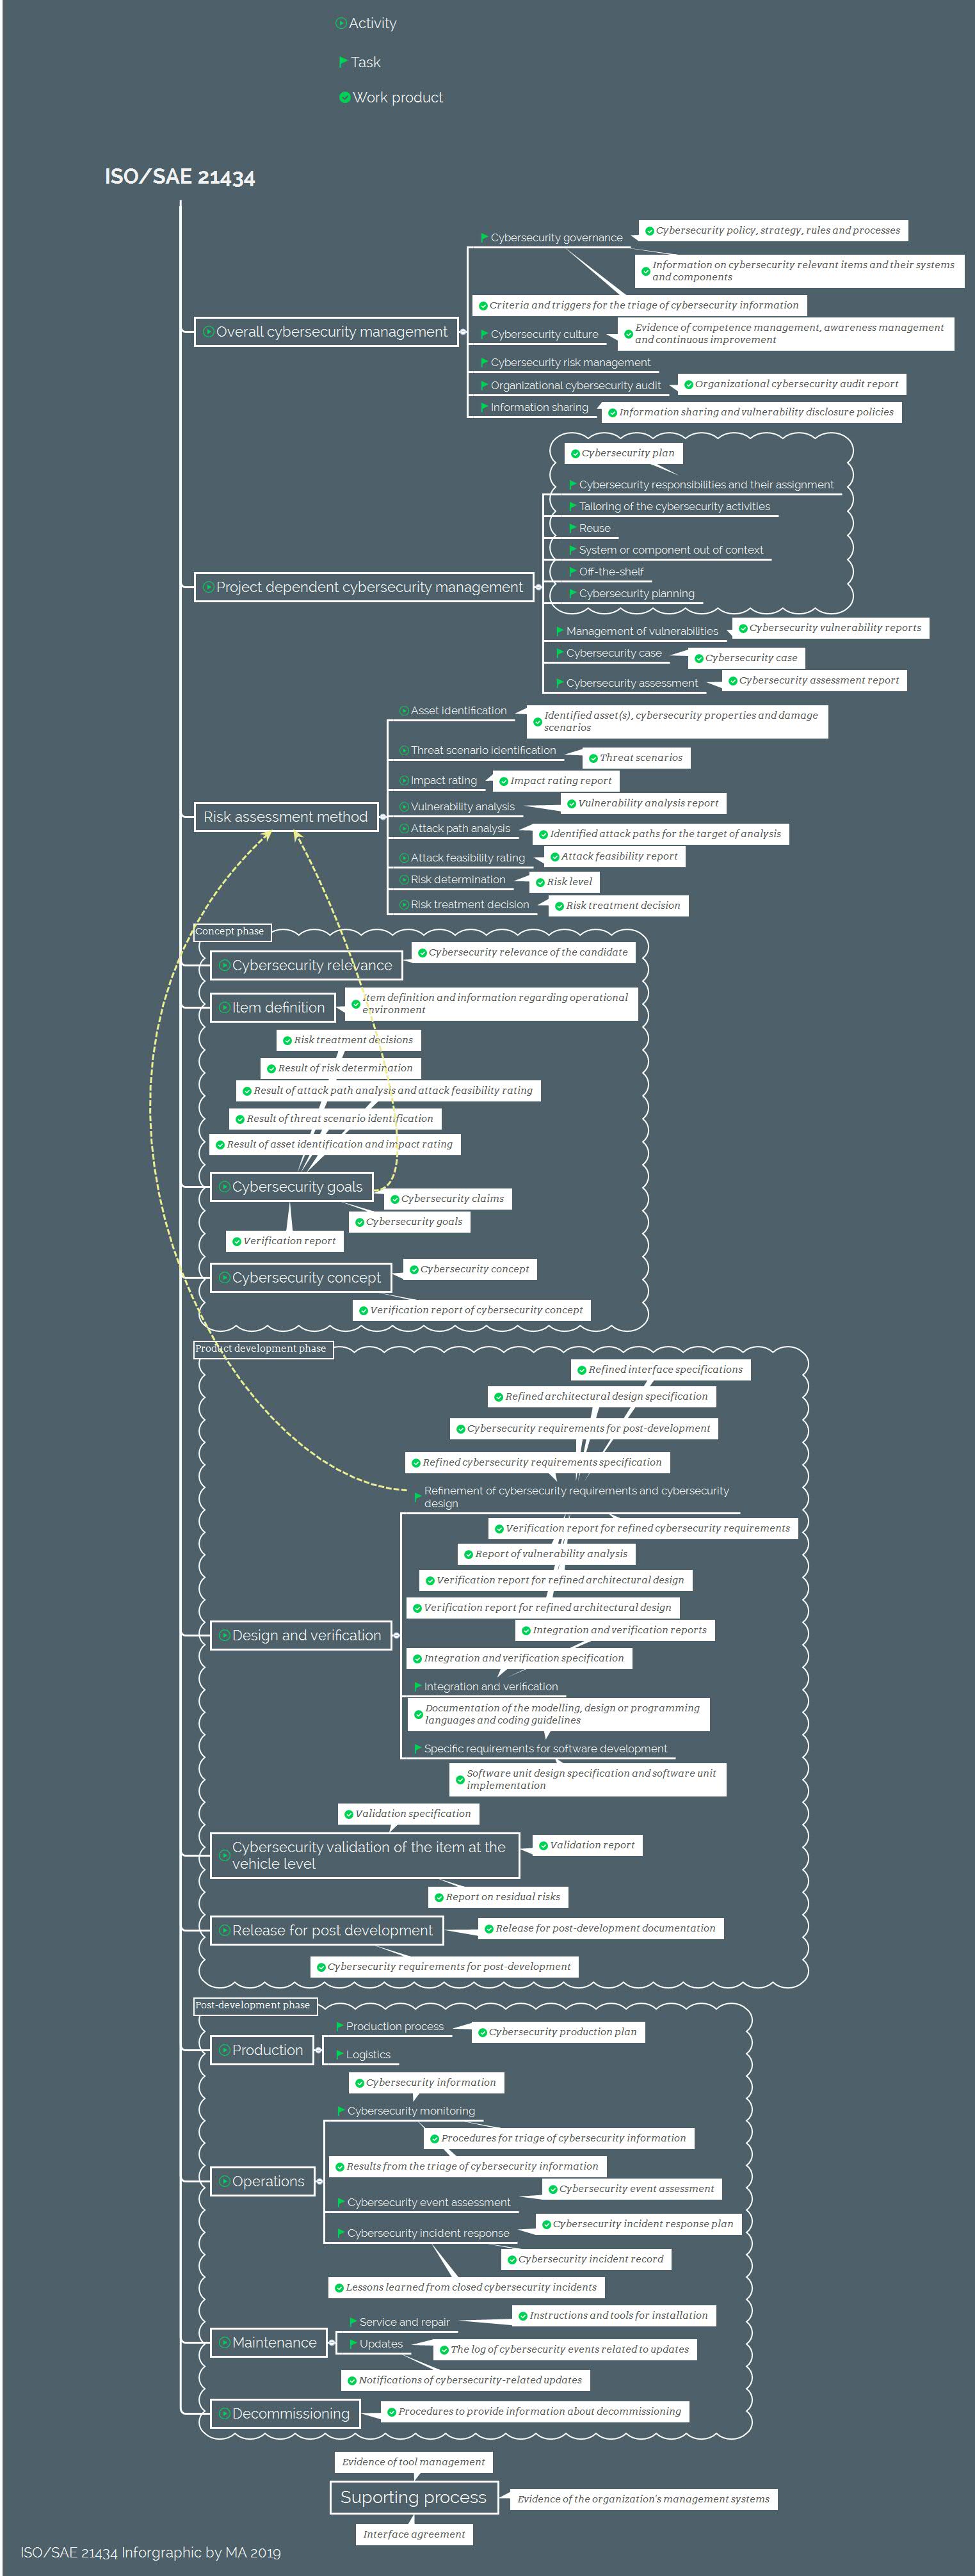 Activity
Task
Work product
ISO/SAE 21434
Cybersecurity governance
Cybersecurity policy, strategy, rules and processes
Information on cybersecurity relevant items and their systems
and components
Criteria and triggers for the triage of cybersecurity information
Overall cybersecurity management
Cybersecurity culture
Evidence of competence management, awareness management
and continuous improvement
Cybersecurity risk management
Organizational cybersecurity audit
Organizational cybersecurity audit report
Information sharing
Information sharing and vulnerability disclosure policies
Cybersecurity plan
Cybersecurity responsibilities and their assignment
Tailoring of the cybersecurity activities
Reuse
System or component out of context
Off-the-shelf
Project dependent cybersecurity management
Cybersecurity planning
Management of vulnerabilities
Cybersecurity vulnerability reports
Cybersecurity case
Cybersecurity case
Cybersecurity assessment
Cybersecurity assessment report
Asset identification
Identified asset(s), cybersecurity properties and damage
scenarios
Threat scenario identification
Threat scenarios
Impact rating
Impact rating report
Vulnerability analysis
Vulnerability analysis report
Risk assessment method
Attack path analysis
Identified attack paths for the target of analysis
Attack feasibility rating
Attack feasibility report
Risk determination
Risk level
Risk treatment decision
Risk treatment decision
Concept phase
Cybersecurity relevance
Cybersecurity relevance of the candidate
Item definition
Item definition and information regarding operational
environment
Risk treatment decisions
Result of risk determination
Result of attack path analysis and attack feasibility rating
Result of threat scenario identification
Result of asset identification and impact rating
Cybersecurity goals
Cybersecurity claims
Cybersecurity goals
Verification report
Cybersecurity concept
Cybersecurity concept
Verification report of cybersecurity concept
Product development phase
Refined interface specifications
Refined architectural design specification
Cybersecurity requirements for post-development
Refined cybersecurity requirements specification
Refinement of cybersecurity requirements and cybersecurity
design
Verification report for refined cybersecurity requirements
Report of vulnerability analysis
Verification report for refined architectural design
Verification report for refined architectural design
Integration and verification reports
Design and verification
Integration and verification specification
Integration and verification
Documentation of the modelling, design or programming
languages and coding guidelines
Specific requirements for software development
Software unit design specification and software unit
implementation
Validation specification
Cybersecurity validation of the item at the
vehicle level
Validation report
Report on residual risks
Release for post development
Release for post-development documentation
Cybersecurity requirements for post-development
Post-development phase
Production process
Cybersecurity production plan
Production
Logistics
Cybersecurity information
Cybersecurity monitoring
Procedures for triage of cybersecurity information
Results from the triage of cybersecurity information
Operations
Cybersecurity event assessment
Cybersecurity event assessment
Cybersecurity incident response
Cybersecurity incident response plan
Cybersecurity incident record
Lessons learned from closed cybersecurity incidents
Service and repair
Instructions and tools for installation
Maintenance
Updates
The log of cybersecurity events related to updates
Notifications of cybersecurity-related updates
Decommissioning
Procedures to provide information about decommissioning
Evidence of tool management
Suporting process
Evidence of the organization's management systems
Interface agreement
ISO/SAE 21434 Inforgraphic by MA 2019